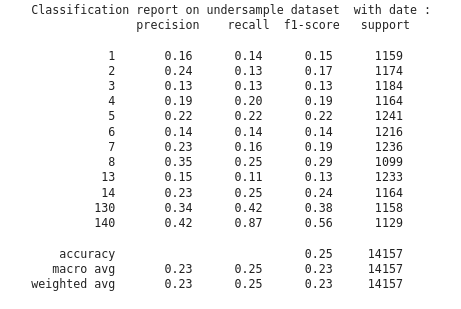 Classification report on undersample dataset  with date :
               precision    recall  f1-score   support

           1       0.16      0.14      0.15      1159
           2       0.24      0.13      0.17      1174
           3       0.13      0.13      0.13      1184
           4       0.19      0.20      0.19      1164
           5       0.22      0.22      0.22      1241
           6       0.14      0.14      0.14      1216
           7       0.23      0.16      0.19      1236
           8       0.35      0.25      0.29      1099
          13       0.15      0.11      0.13      1233
          14       0.23      0.25      0.24      1164
         130       0.34      0.42      0.38      1158
         140       0.42      0.87      0.56      1129

    accuracy                           0.25     14157
   macro avg       0.23      0.25      0.23     14157
weighted avg       0.23      0.25      0.23     14157